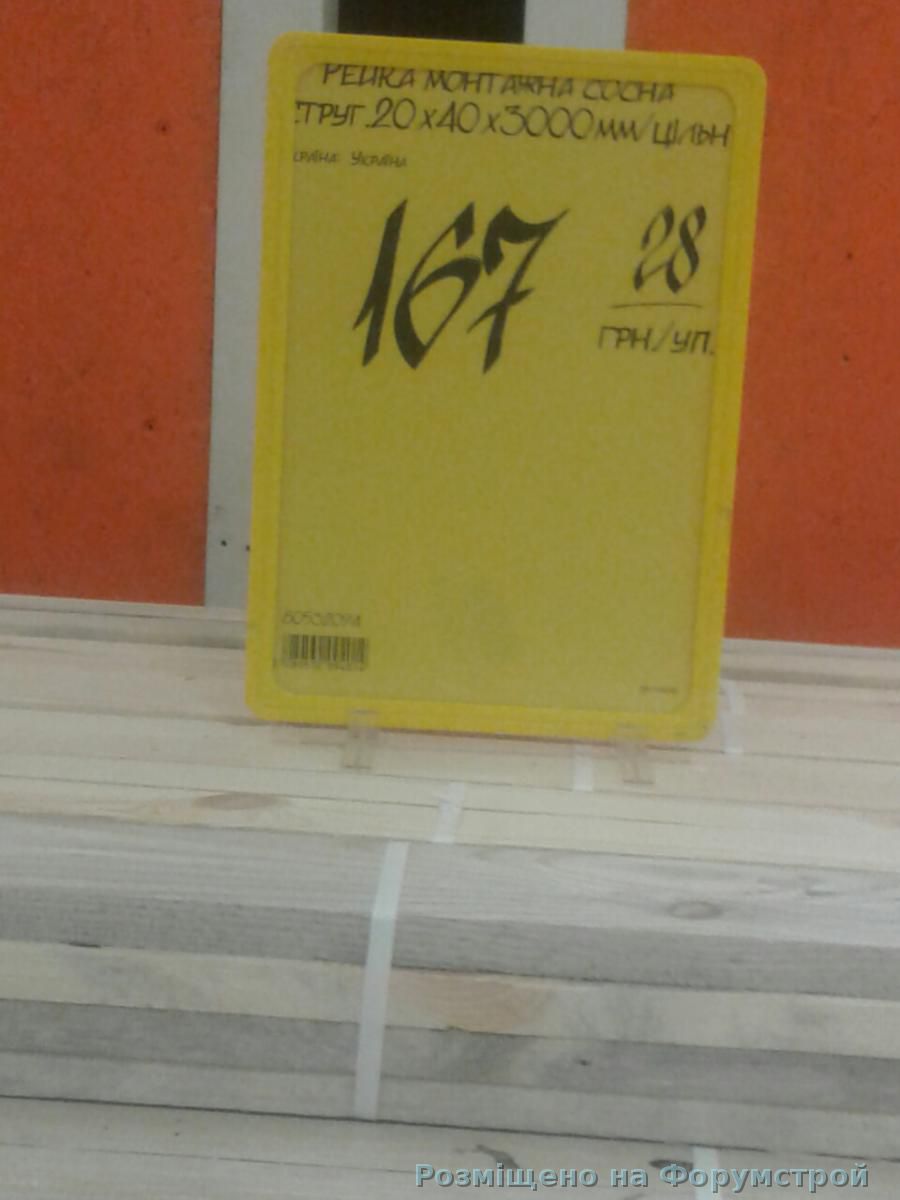 РЕЙКА МОНТАЖНА СОСНА
СТРУГ.20х40х3000мм/ЦІЛЬН
країна: Україна
167 28
ГРН./УП.
Розміщено на Форумстрой